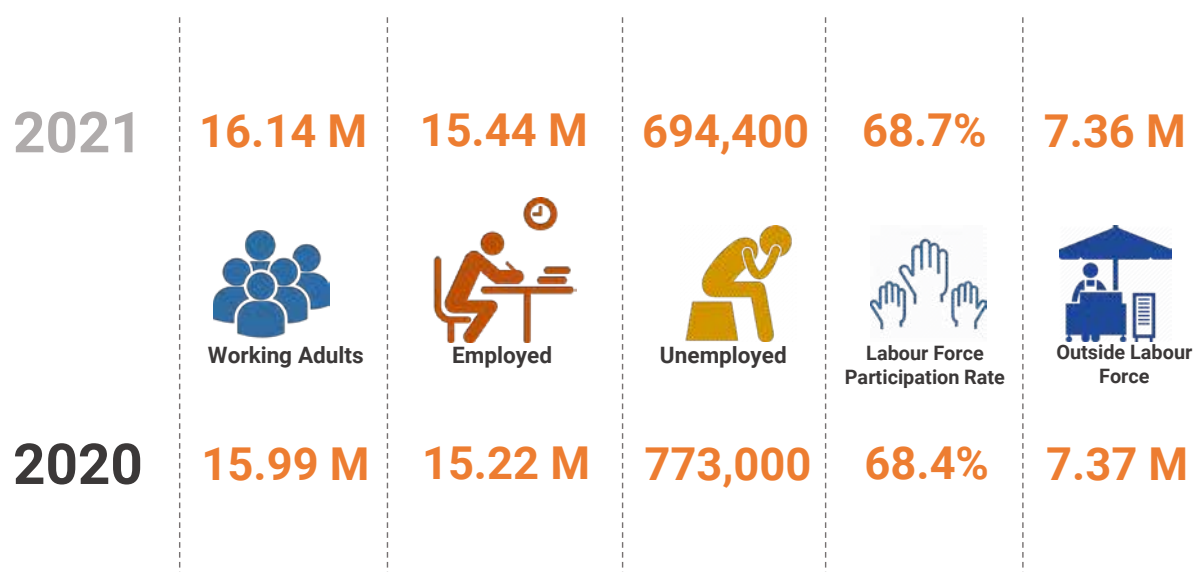 2021
16.14 M
15.44 M
694,400
68.7%
7.36 M
Working Adults
Employed
Unemployed
Labour Force
Participation Rate
Outside Labour
Force
2020
15.99 M
15.22 M
773,000
68.4%
7.37 M